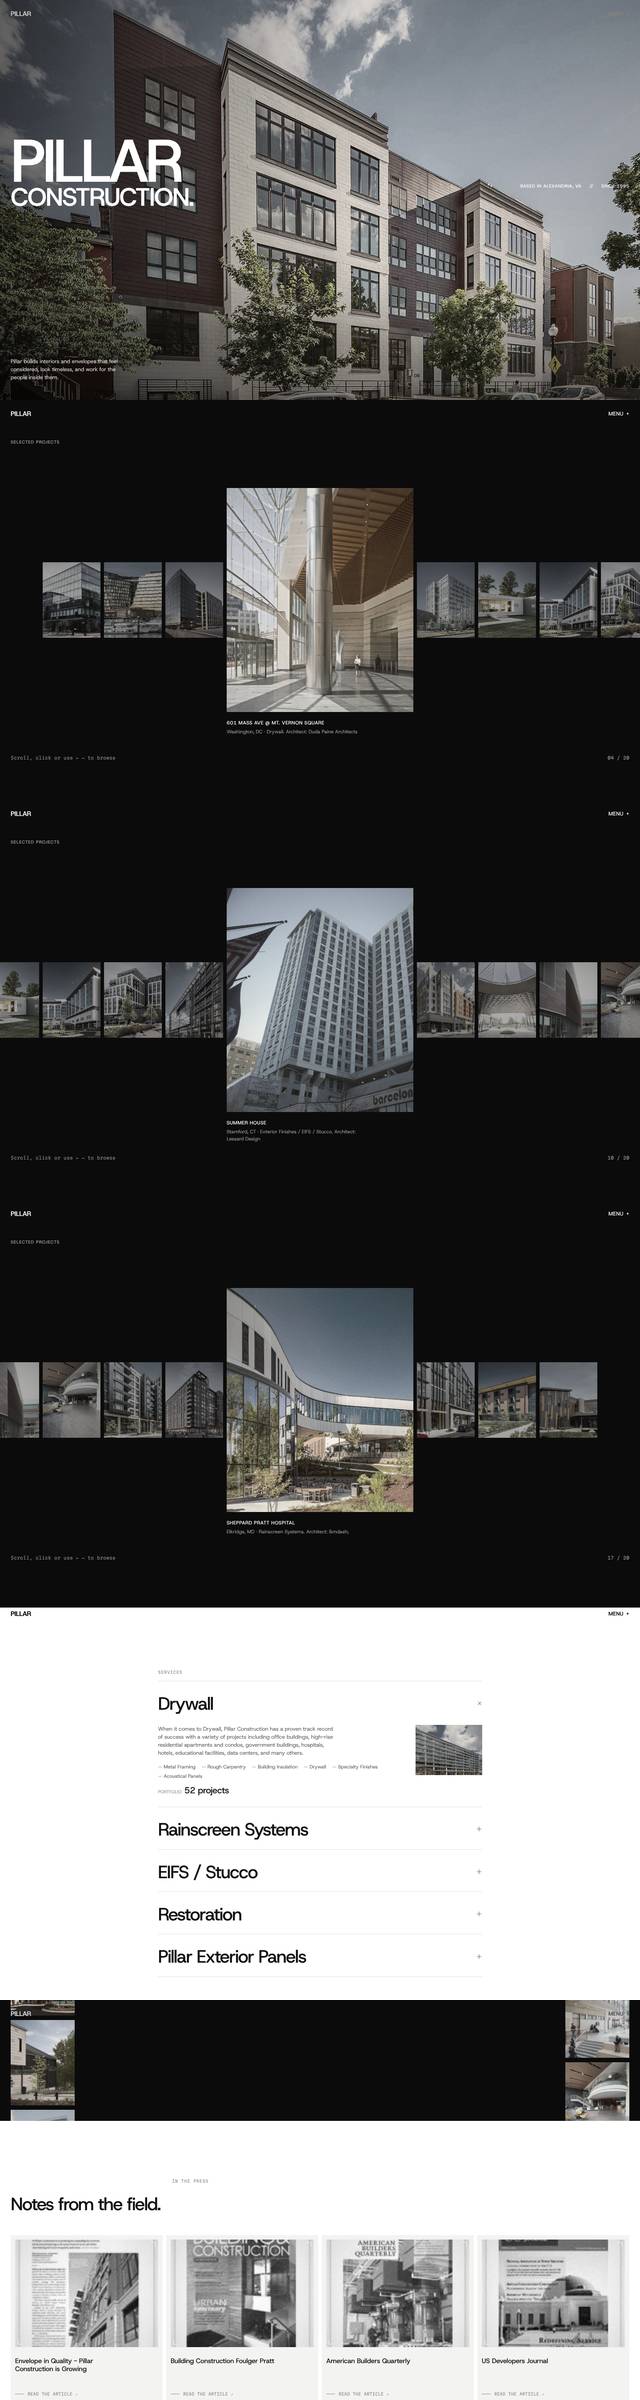 PILLAR
PILLAR
CONSTRUCTION.
BASED IN ALEXANDRIA, VA //
Pillar builds interiors and envelopes that feel
considered, look timeless, and work for the
people inside them.
PILLAR
MENU +
SELECTED PROJECTS
601 MASS AVE @ MT. VERNON SQUARE
Washington, DC · Drywall. Architect: Duda Paine Architects
Scroll, click or use ← → to browse
04 / 20
PILLAR
MENU +
SELECTED PROJECTS
barcelon
SUMMER HOUSE
Stamford, CT · Exterior Finishes / EIFS / Stucco. Architect:
Lessard Design
Scroll, click or use ← → to browse
10 / 20
PILLAR
MENU +
SELECTED PROJECTS
SHEPPARD PRATT HOSPITAL
Elkridge, MD · Rainscreen Systems. Architect:
Scroll, click or use ← → to browse
17 / 20
PILLAR
MENU +
SERVICES
Drywall ×
When it comes to Drywall, Pillar Construction has a proven track record
of success with a variety of projects including office buildings, high-rise
residential apartments and condos, government buildings, hospitals,
hotels, educational facilities, data centers, and many others.
— Metal Framing — Rough Carpentry — Building Insulation — Drywall — Specialty Finishes
— Acoustical Panels
PORTFOLIO 52 projects
Rainscreen Systems +
EIFS / Stucco +
Restoration +
Pillar Exterior Panels +
PILLAR
MENU +
IN THE PRESS
Notes from the field.
CONSTRUCTION
URBAN
AMERICAN
BUILDERS
QUARTERLY
REDEFINING SERVICE
Envelope in Quality – Pillar
Construction is Growing
Building Construction Foulger Pratt
American Builders Quarterly
US Developers Journal
READ THE ARTICLE
READ THE ARTICLE
READ THE ARTICLE
READ THE ARTICLE